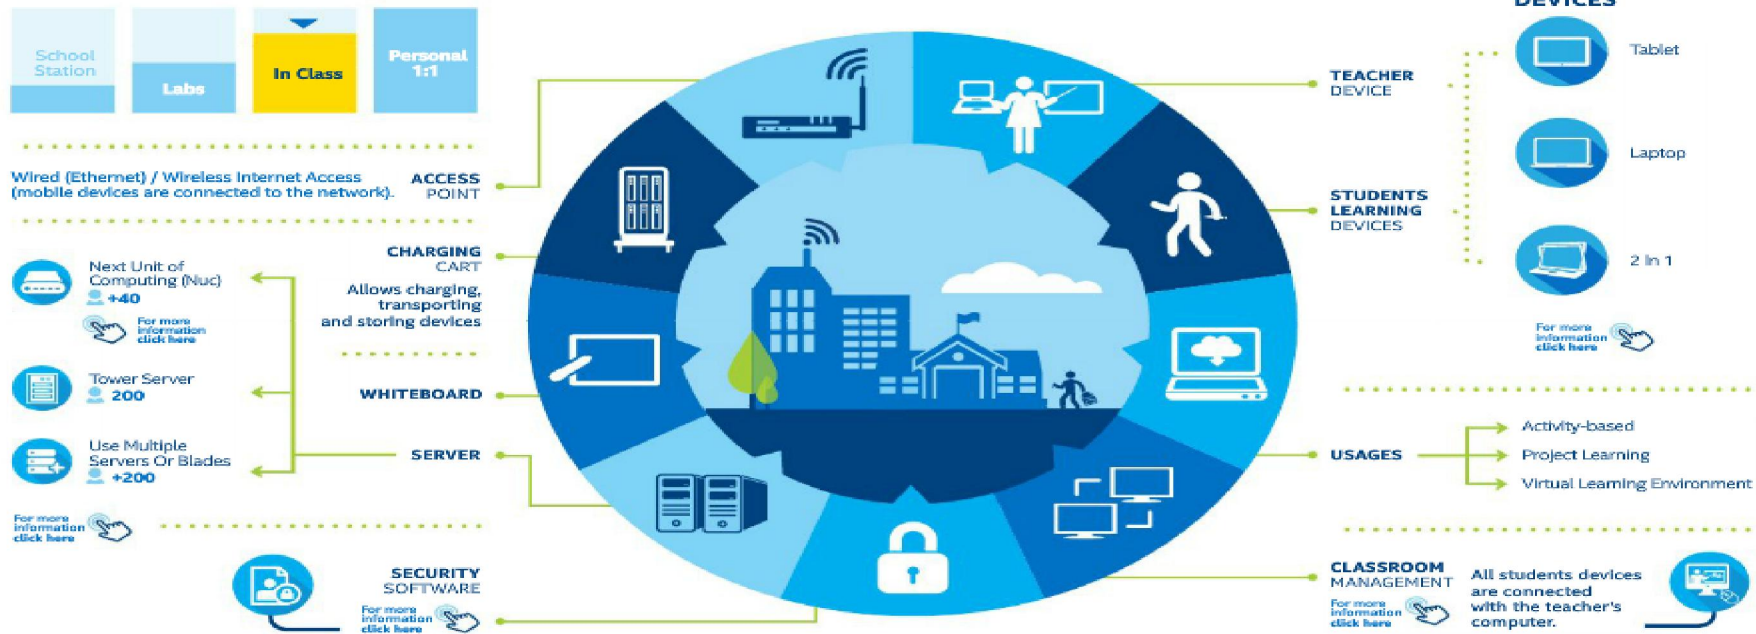 School
Station
Labs
In Class
Personal
1:1
Wired (Ethernet) / Wireless Internet Access
(mobile devices are connected to the network).
ACCESS
POINT
CHARGING
CART
Allows charging,
transporting
and storing devices
Next Unit of
Computing (Nuc)
+40
For more
information
click here
Tower Server
200
Use Multiple
Servers Or Blades
+200
For more
information
click here
WHITEBOARD
SERVER
SECURITY
SOFTWARE
For more
information
click here
DEVICES
TEACHER
DEVICE
STUDENTS
LEARNING
DEVICES
Tablet
Laptop
2 In 1
For more
information
click here
USAGES
Activity-based
Project Learning
Virtual Learning Environment
CLASSROOM
MANAGEMENT
For more
information
click here
All students devices
are connected
with the teacher's
computer.